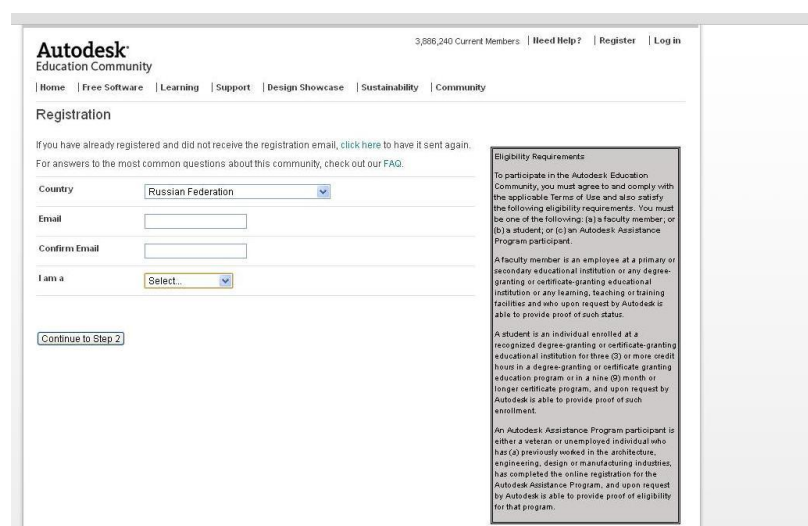 3,886,240 Current Members | Need Help? | Register | Log in
Autodesk
Education Community
| Home | Free Software | Learning | Support | Design Showcase | Sustainability | Community
Registration
If you have already registered and did not receive the registration email, click here to have it sent again.
For answers to the most common questions about this community, check out our FAQ.
Country Russian Federation
Email
Confirm Email
I am a Select...
Continue to Step 2
Eligibility Requirements
To participate in the Autodesk Education
Community, you must agree to and comply with
the applicable Terms of Use and also satisfy
the following eligibility requirements. You must
be one of the following: (a) a faculty member; or
(b) a student; or (c) an Autodesk Assistance
Program participant.
A faculty member is an employee at a primary or
secondary educational institution or any degree-
granting or certificate-granting educational
institution or any learning, teaching or training
facilities and who upon request by Autodesk is
able to provide proof of such status.
A student is an individual enrolled at a
recognized degree-granting or certificate-granting
educational institution for three (3) or more credit
hours in a degree-granting or certificate granting
education program or in a nine (9) month or
longer certificate program, and upon request by
Autodesk is able to provide proof of such
enrollment.
An Autodesk Assistance Program participant is
either a veteran or unemployed individual who
has (a) previously worked in the architecture,
engineering, design or manufacturing industries,
has completed the online registration for the
Autodesk Assistance Program, and upon request
by Autodesk is able to provide proof of eligibility
for that program.